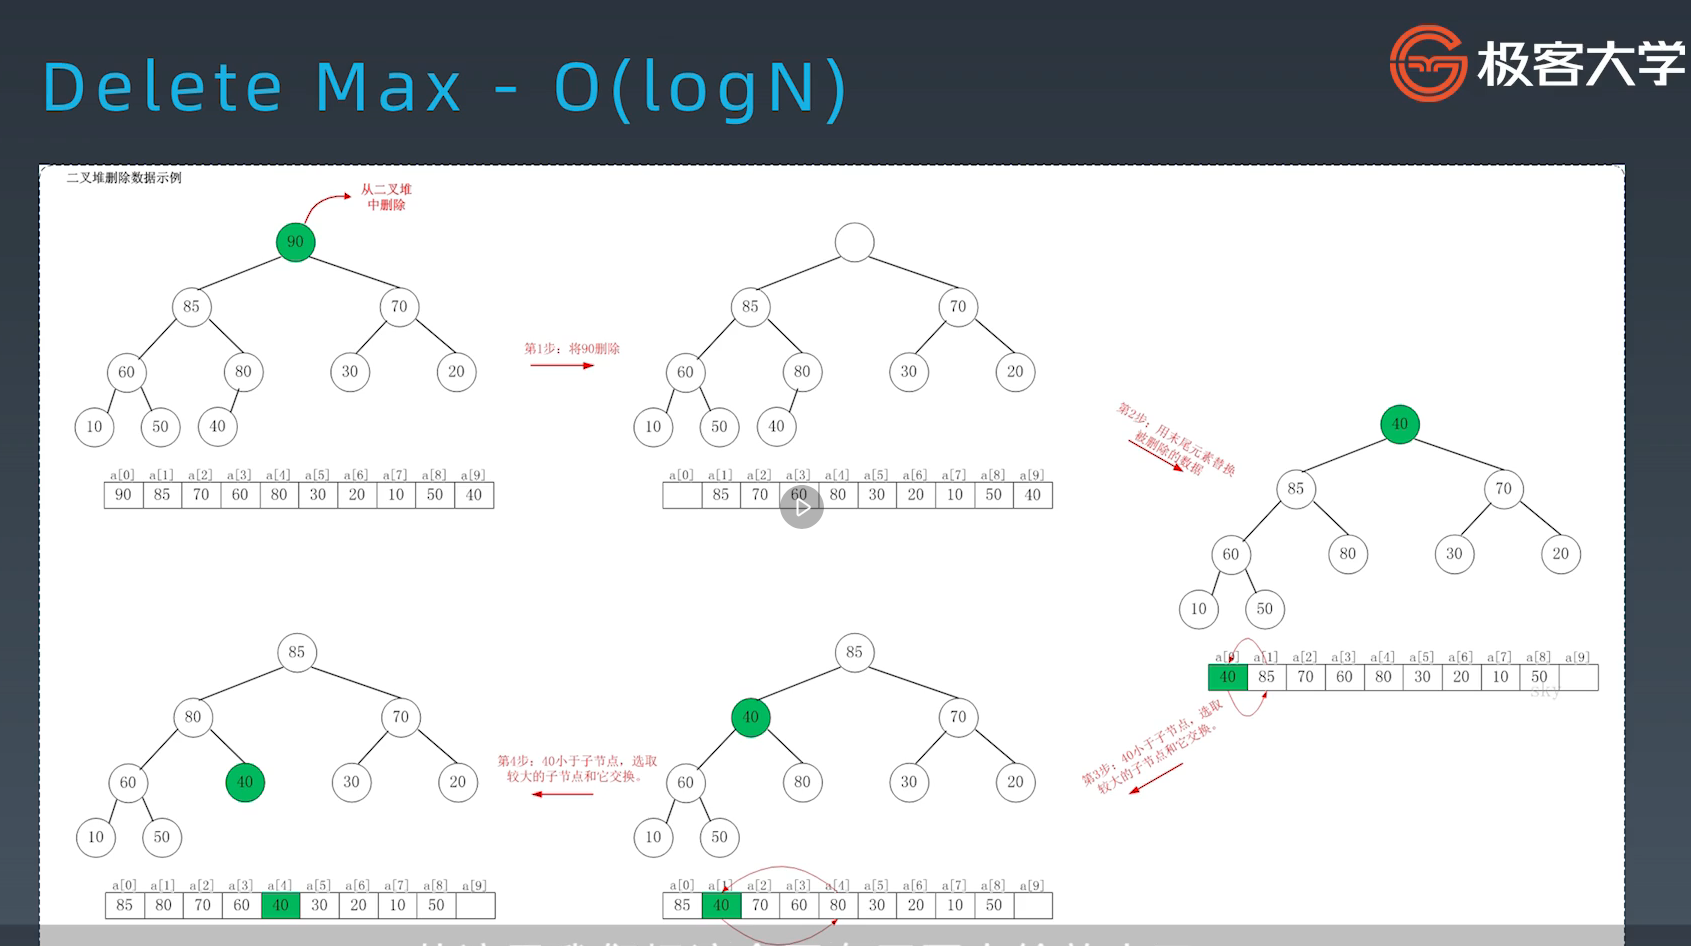 Delete Max - O(logN)
极客大学
二叉堆删除数据示例
从二叉堆
中删除
90
85 70
60 80 30 20
10 50 40
a[0] a[1] a[2] a[3] a[4] a[5] a[6] a[7] a[8] a[9]
90 85 70 60 80 30 20 10 50 40
第1步：将90删除
85 70
60 80 30 20
10 50 40
a[0] a[1] a[2] a[3] a[4] a[5] a[6] a[7] a[8] a[9]
85 70 60 80 30 20 10 50 40
第2步：用末尾元素替换
被删除的数据
40
85 70
60 80 30 20
10 50
a[0] a[1] a[2] a[3] a[4] a[5] a[6] a[7] a[8] a[9]
40 85 70 60 80 30 20 10 50
sky
第3步：40小于子节点，选取
较大的子节点和它交换。
85
40 70
60 80 30 20
10 50
a[0] a[1] a[2] a[3] a[4] a[5] a[6] a[7] a[8] a[9]
85 40 70 60 80 30 20 10 50
第4步：40小于子节点，选取
较大的子节点和它交换。
85
80 70
60 40 30 20
10 50
a[0] a[1] a[2] a[3] a[4] a[5] a[6] a[7] a[8] a[9]
85 80 70 60 40 30 20 10 50